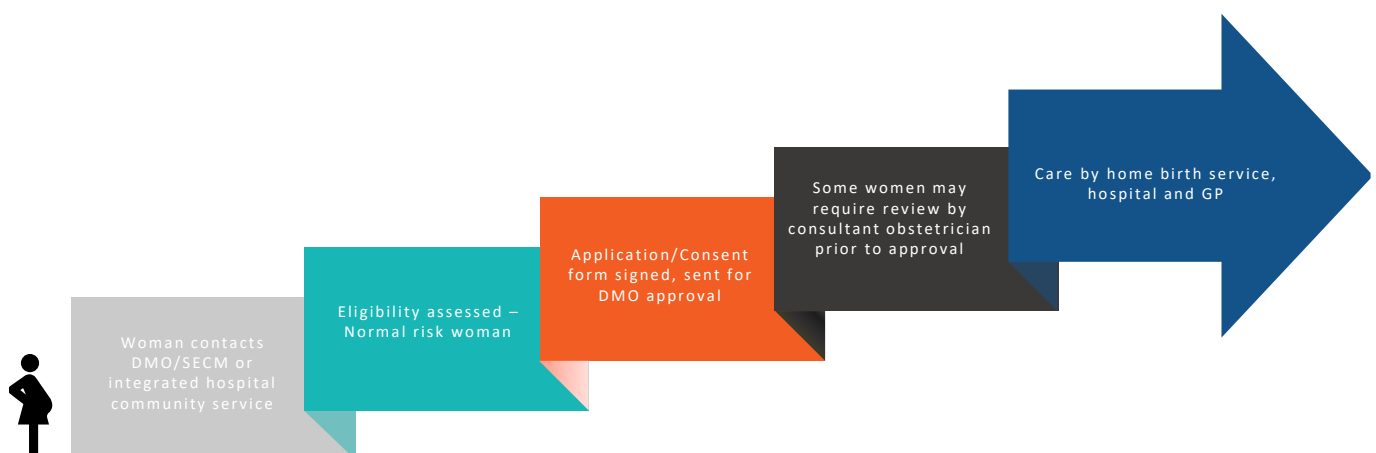 Woman contacts
DMO/SECM or
integrated hospital
community service
Eligibility assessed –
Normal risk woman
Application/Consent
form signed, sent for
DMO approval
Some women may
require review by
consultant obstetrician
prior to approval
Care by home birth service,
hospital and GP